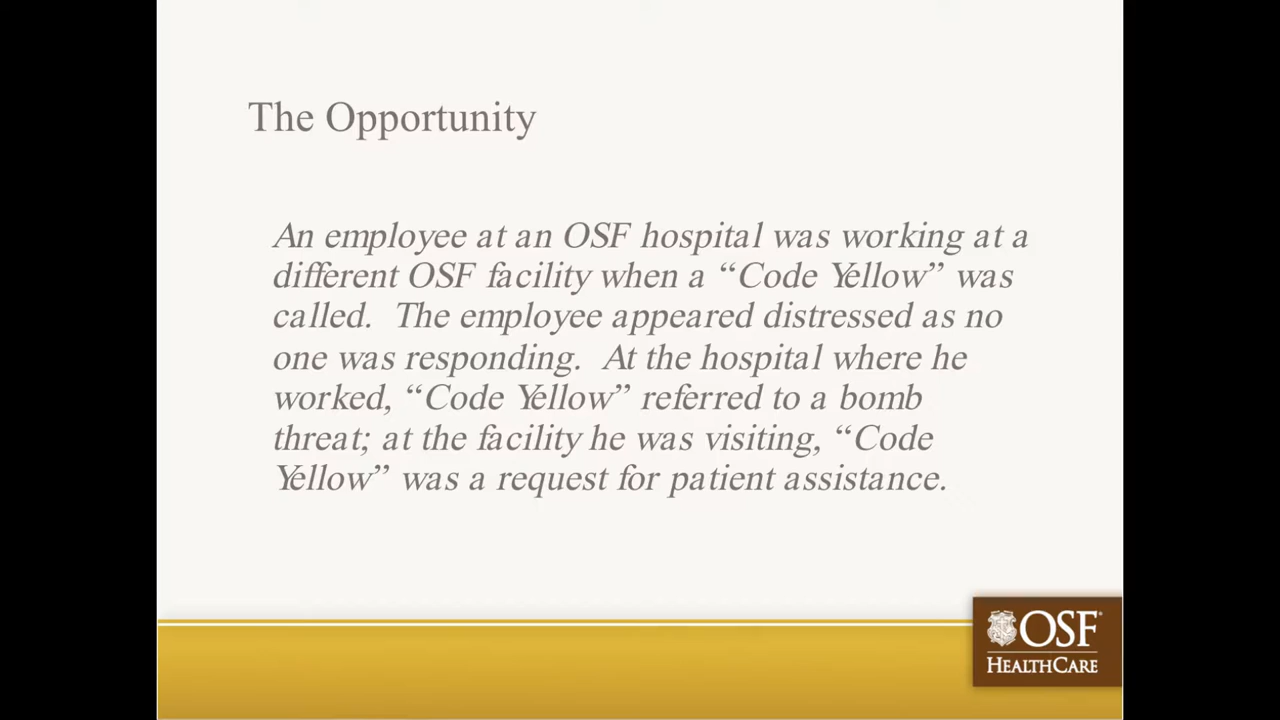 The Opportunity
An employee at an OSF hospital was working at a
different OSF facility when a “Code Yellow” was
called.  The employee appeared distressed as no
one was responding.  At the hospital where he
worked, “Code Yellow” referred to a bomb
threat; at the facility he was visiting, “Code
Yellow” was a request for patient assistance.
OSF
HEALTHCARE